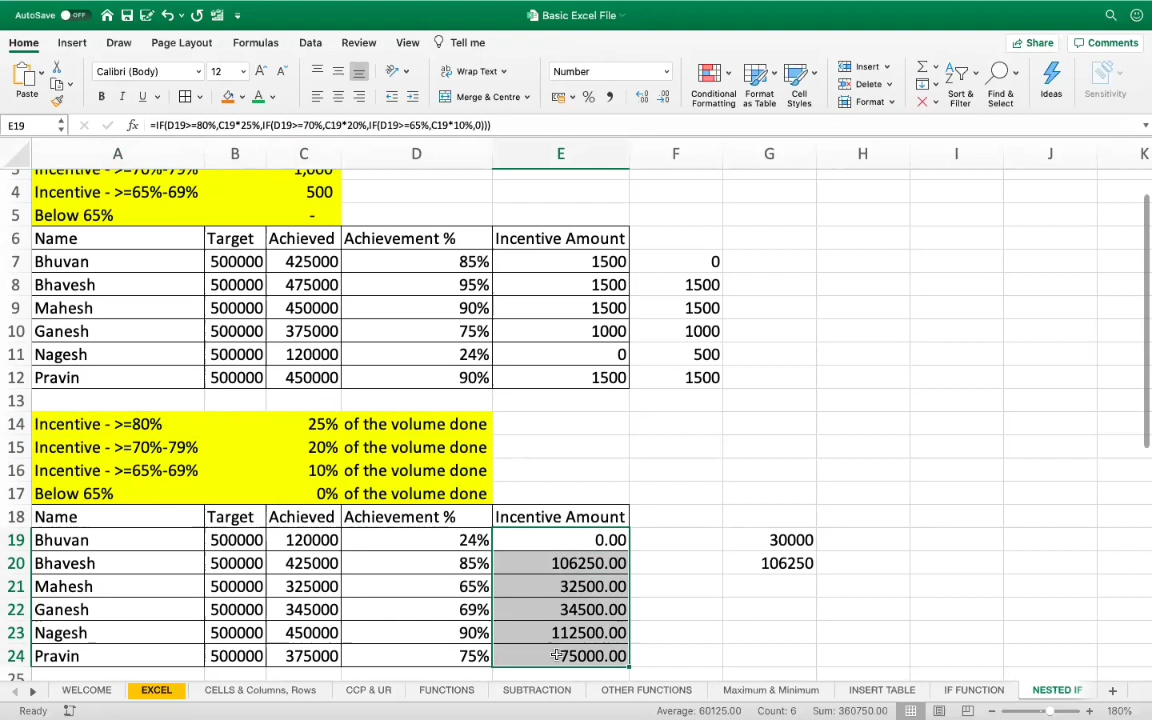 AutoSave OFF Basic Excel File
Home Insert Draw Page Layout Formulas Data Review View Tell me Share Comments
Paste Calibri (Body) 12 A A B I U A Wrap Text Merge & Centre Number % Conditional Formatting Format as Table Cell Styles Insert Delete Format Sort & Filter Find & Select Ideas Sensitivity
E19 fx =IF(D19>=80%,C19*25%,IF(D19>=70%,C19*20%,IF(D19>=65%,C19*10%,0)))
A B C D E F G H I J K
3 Incentive - >=70%-79% 1,000
4 Incentive - >=65%-69% 500
5 Below 65% -
6 Name Target Achieved Achievement % Incentive Amount
7 Bhuvan 500000 425000 85% 1500 0
8 Bhavesh 500000 475000 95% 1500 1500
9 Mahesh 500000 450000 90% 1500 1500
10 Ganesh 500000 375000 75% 1000 1000
11 Nagesh 500000 120000 24% 0 500
12 Pravin 500000 450000 90% 1500 1500
13
14 Incentive - >=80% 25% of the volume done
15 Incentive - >=70%-79% 20% of the volume done
16 Incentive - >=65%-69% 10% of the volume done
17 Below 65% 0% of the volume done
18 Name Target Achieved Achievement % Incentive Amount
19 Bhuvan 500000 120000 24% 0.00 30000
20 Bhavesh 500000 425000 85% 106250.00 106250
21 Mahesh 500000 325000 65% 32500.00
22 Ganesh 500000 345000 69% 34500.00
23 Nagesh 500000 450000 90% 112500.00
24 Pravin 500000 375000 75% 75000.00
25
WELCOME EXCEL CELLS & Columns, Rows CCP & UR FUNCTIONS SUBTRACTION OTHER FUNCTIONS Maximum & Minimum INSERT TABLE IF FUNCTION NESTED IF
Ready Average: 60125.00 Count: 6 Sum: 360750.00 180%